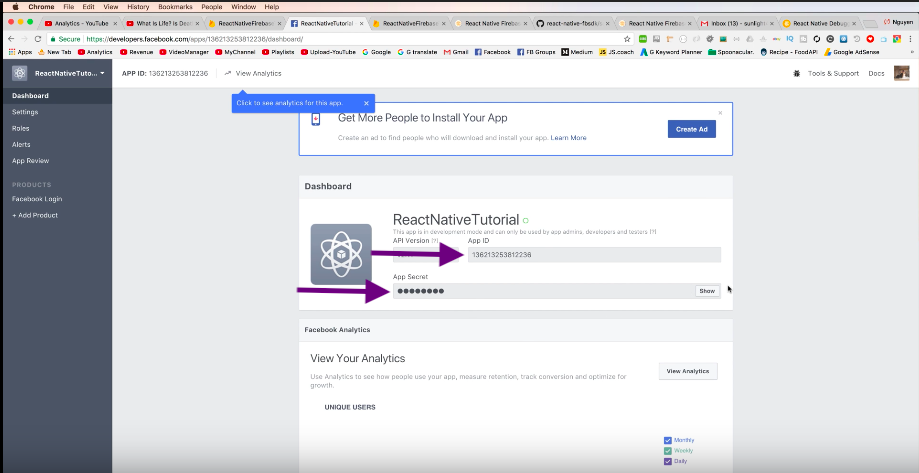 Chrome File Edit View History Bookmarks People Window Help
Analytics - YouTube
What is Life? Is Deat
ReactNativeFirebase
ReactNativeTutorial
ReactNativeFirebase
React Native Firebas
react-native-fbsdk/
React Native Firebas
Inbox (13) - sunlight
React Native Debug
Nguyen
Secure https://developers.facebook.com/apps/136213253812236/dashboard/
Apps New Tab Analytics Revenue VideoManager MyChannel Playlists Upload-YouTube Google G translate Gmail Facebook FB Groups Medium JS.coach G Keyword Planner Spoonacular. Recipe - FoodAPI Google AdSense
ReactNativeTuto... APP ID: 136213253812236 View Analytics Tools & Support Docs
Dashboard
Settings
Roles
Alerts
App Review
PRODUCTS
Facebook Login
+ Add Product
Click to see analytics for this app.
Get More People to Install Your App
Create an ad to find people who will download and install your app. Learn More
Create Ad
Dashboard
ReactNativeTutorial
This app is in development mode and can only be used by app admins, developers and testers [?]
API Version [?] App ID
136213253812236
App Secret
●●●●●●●● Show
Facebook Analytics
View Your Analytics
Use Analytics to see how people use your app, measure retention, track conversion and optimize for
growth.
View Analytics
UNIQUE USERS
Monthly
Weekly
Daily